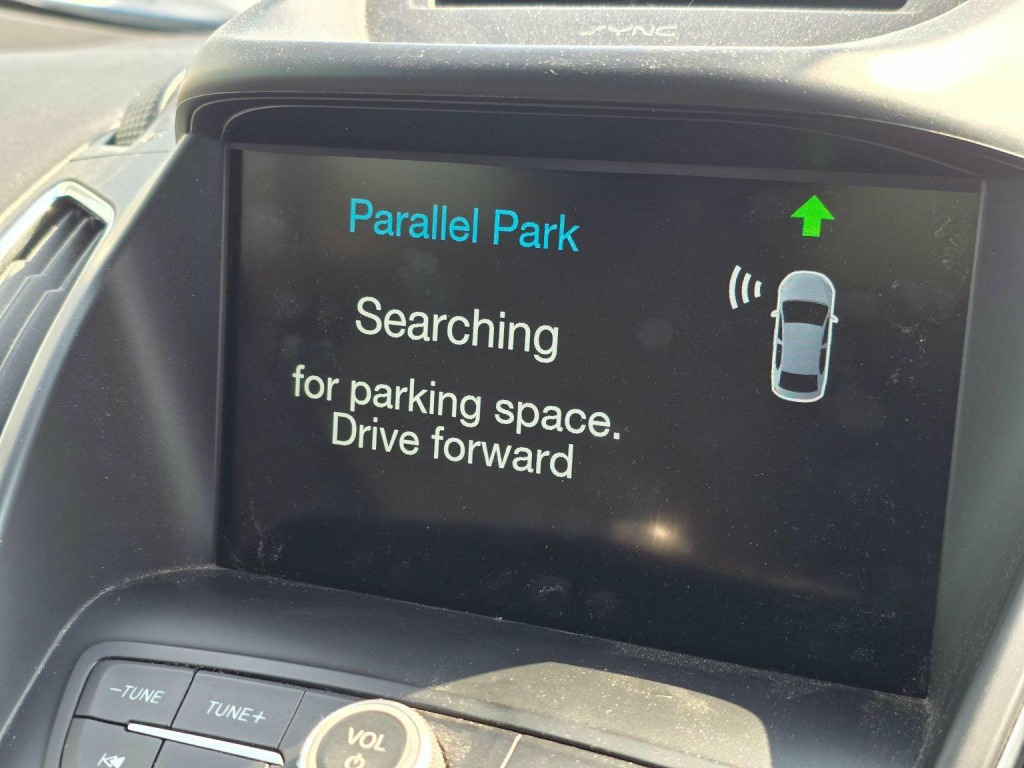 SYNC
Parallel Park
Searching
for parking space.
Drive forward
-TUNE
TUNE+
VOL